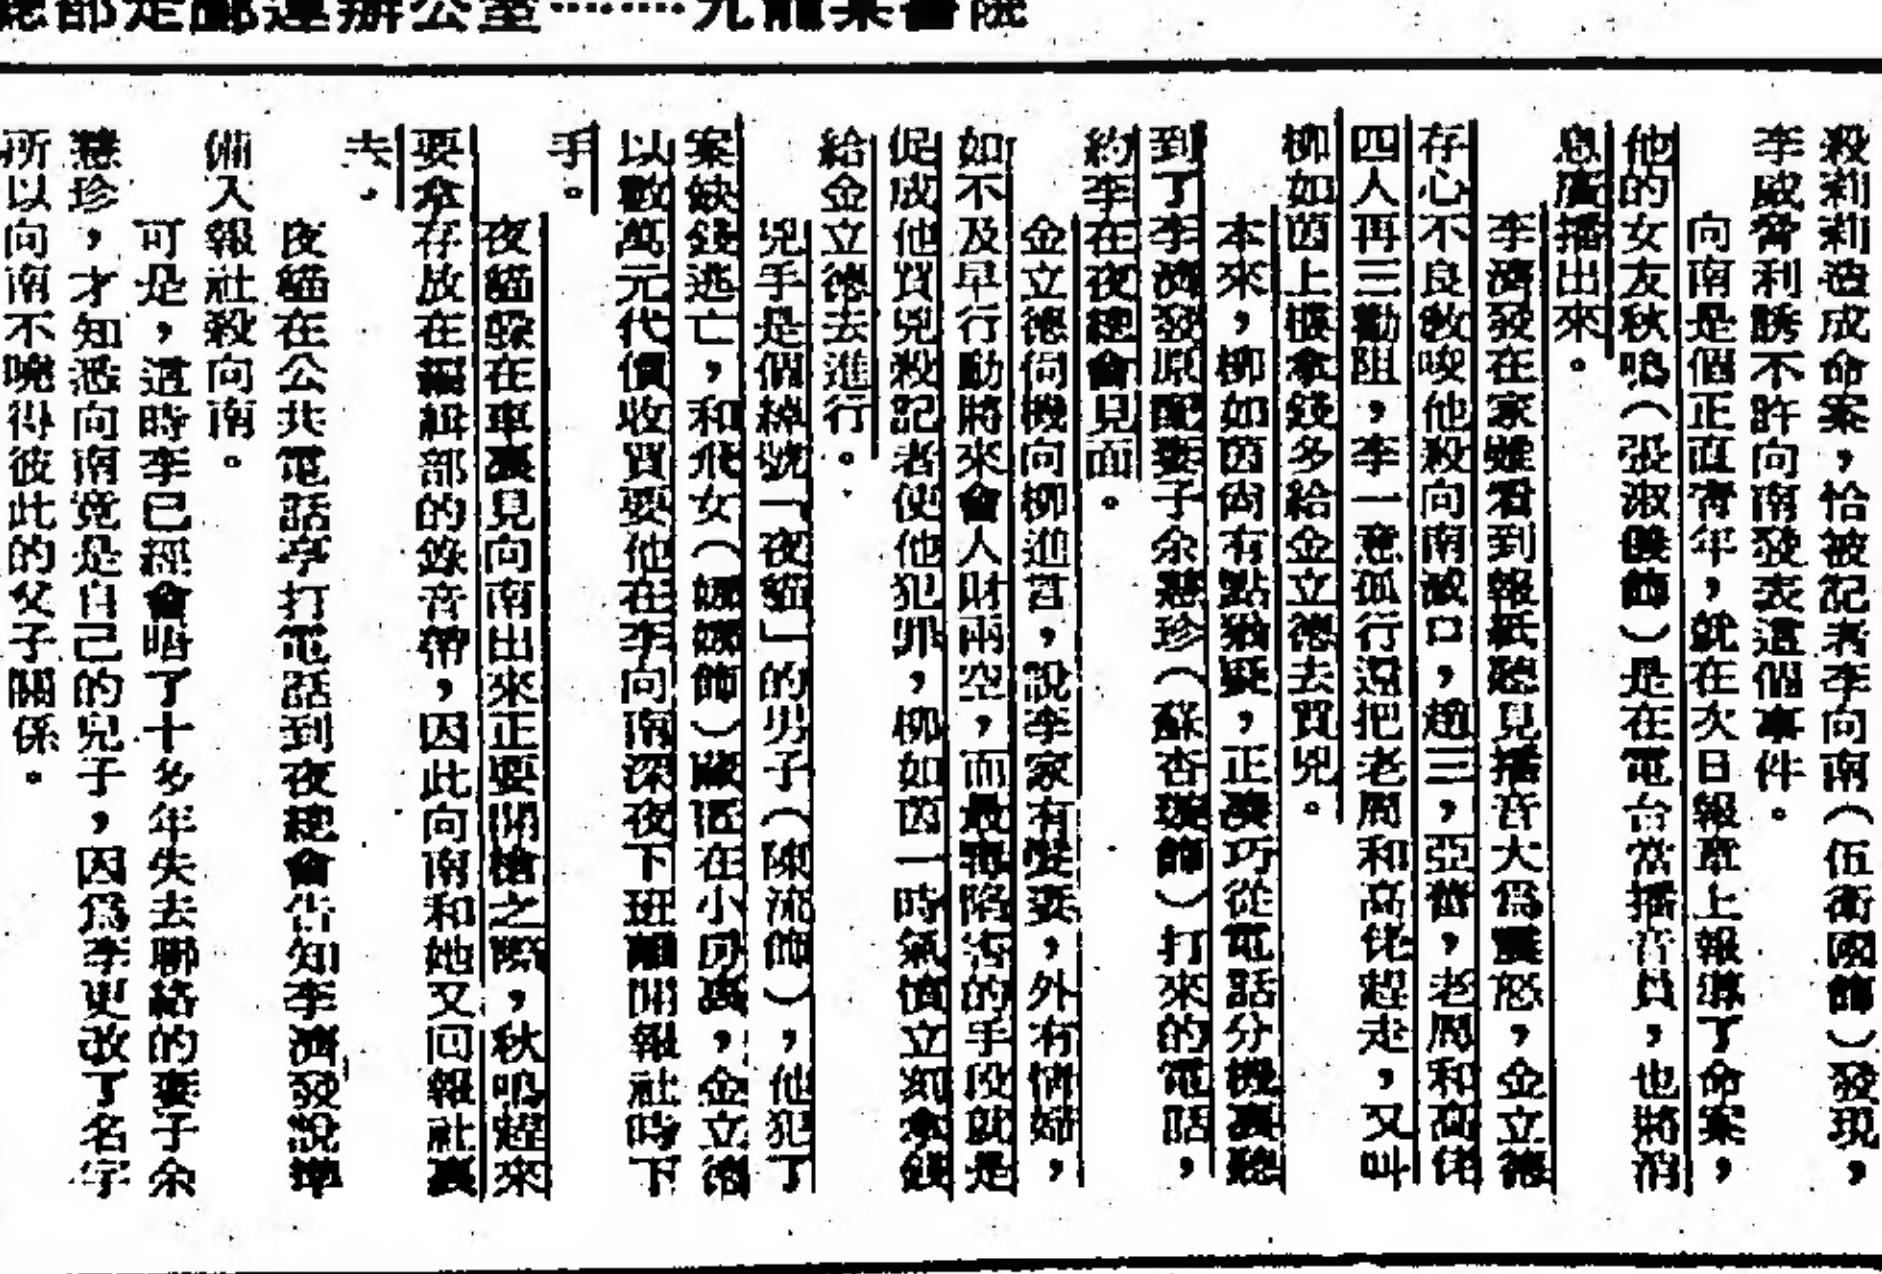 總部走廊連辦公室⋯⋯⋯九龍某書院
殺莉莉造成命案，恰被記者李向南（伍衛國飾）發現，
李威脅利誘不許向南發表這個事件。
向南是個正直青年，就在次日報章上報導了命案，
他的女友秋鳴（張淑儀飾）是在電台當播音員，也將消
息廣播出來。
李濟發在家雖看到報紙聽見播音大爲震怒，金立德
存心不良教唆他殺向南滅口，趙三，亞舊，老周和高佬
四人再三勸阻，李一意孤行還把老周和高佬趕走，又叫
柳如茵上樓拿錢多給金立德去買兇。
本來，柳如茵尙有點猶疑，正湊巧從電話分機裏聽
到了李濟發原配妻子余慧珍（蘇杏璇飾）打來的電話，
約李在夜總會見面。
金立德伺機向柳進言，說李家有髮妻，外有情婦，
如不及早行動將來會人財兩空，而最毒陷害的手段就是
促成他買兇殺記者使他犯罪，柳如茵一時氣憤立刻拿錢
給金立德去進行。
兇手是個綽號「夜貓」的男子（陳流飾），他犯了
案缺錢逃亡，和飛女（娜娜飾）藏匿在小房裏，金立德
以數萬元代價收買要他在李向南深夜下班離開報社時下
手。
夜貓躱在車裏見向南出來正要開槍之際，秋鳴趕來
要拿存放在編輯部的錄音帶，因此向南和她又回報社裏
去。
夜貓在公共電話亭打電話到夜總會告知李濟發說準
備入報社殺向南。
可是，這時李已經會晤了十多年失去聯絡的妻子余
慧珍，才知悉向南竟是自己的兒子，因爲李更改了名字
所以向南不曉得彼此的父子關係。